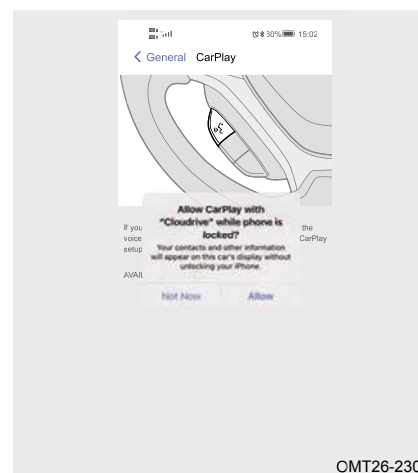 60% 15:02
General CarPlay
Allow CarPlay with
"Cloudrive" while phone is
locked?
Your contacts and other information
will appear on this car's display without
unlocking your iPhone.
Not Now Allow
If you the
voice CarPlay
setup
AVAIL
OMT26-230